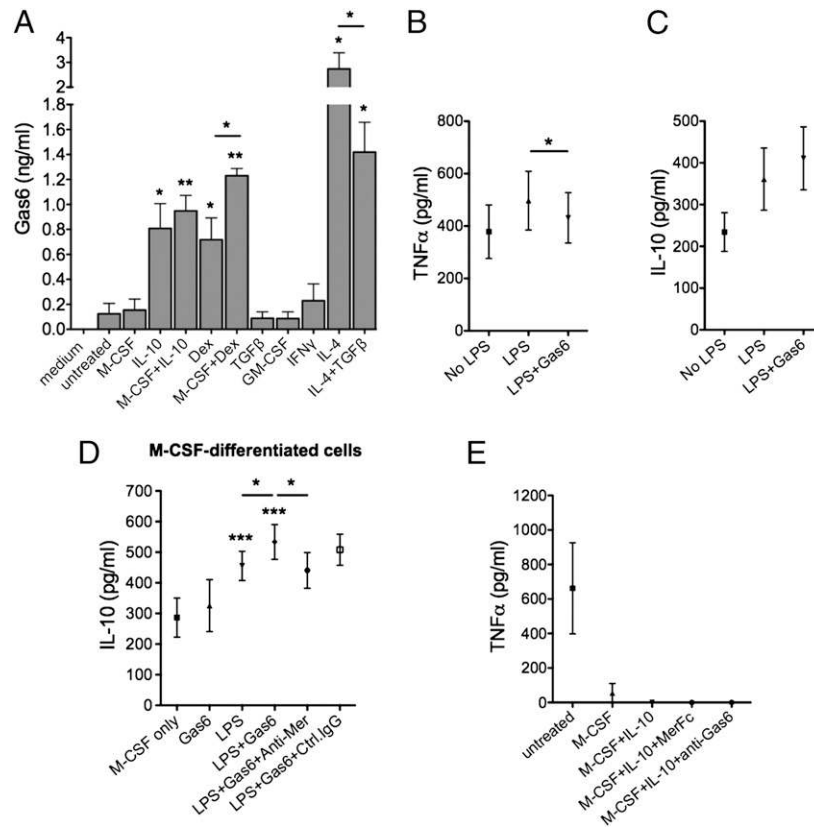 A
Gas6 (ng/ml)
4
3
2
1.8
1.6
1.4
1.2
1.0
0.8
0.6
0.4
0.2
0.0
*
**
*
*
**
*
*
*
medium
untreated
M-CSF
IL-10
M-CSF+IL-10
Dex
M-CSF+Dex
TGFβ
GM-CSF
IFNγ
IL-4
IL-4+TGFβ
B
TNFα (pg/ml)
800
600
400
200
0
*
No LPS
LPS
LPS+Gas6
C
IL-10 (pg/ml)
500
400
300
200
100
0
No LPS
LPS
LPS+Gas6
D
M-CSF-differentiated cells
IL-10 (pg/ml)
700
600
500
400
300
200
100
0
* *
*** ***
M-CSF only
Gas6
LPS
LPS+Gas6
LPS+Gas6+Anti-Mer
LPS+Gas6+Ctrl.IgG
E
TNFα (pg/ml)
1200
1000
800
600
400
200
0
untreated
M-CSF
M-CSF+IL-10
M-CSF+IL-10+MerFc
M-CSF+IL-10+anti-Gas6